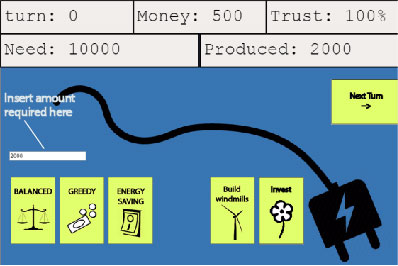 turn: 0
Money: 500
Trust: 100%
Need: 10000
Produced: 2000
Next Turn
Insert amount
required here
2000
BALANCED
GREEDY
ENERGY
SAVING
Build
windmills
Invest